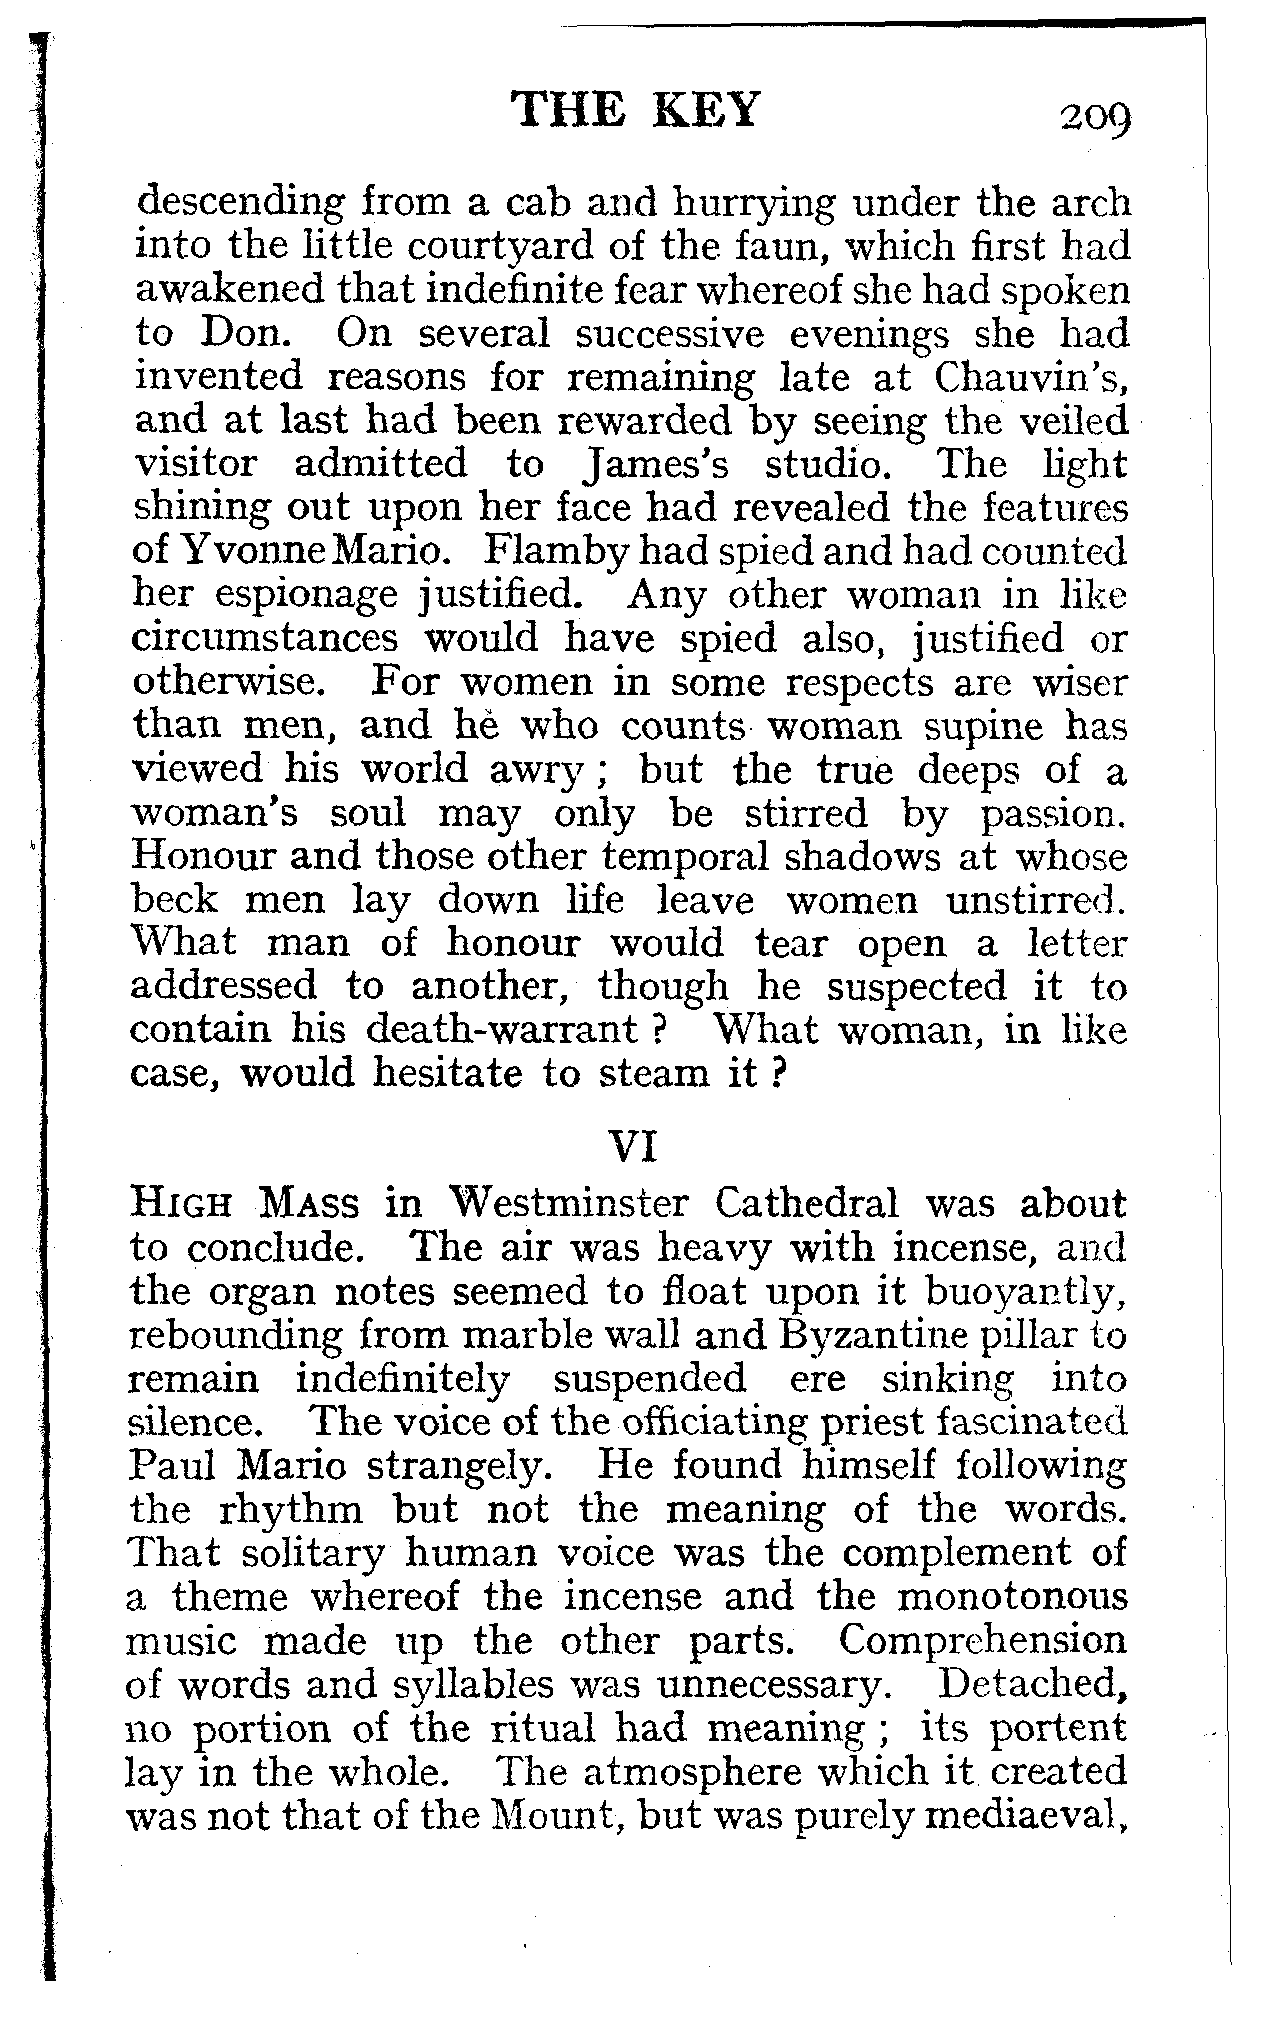 THE KEY 209
descending from a cab and hurrying under the arch
into the little courtyard of the faun, which first had
awakened that indefinite fear whereof she had spoken
to Don. On several successive evenings she had
invented reasons for remaining late at Chauvin's,
and at last had been rewarded by seeing the veiled
visitor admitted to James's studio. The light
shining out upon her face had revealed the features
of Yvonne Mario. Flamby had spied and had counted
her espionage justified. Any other woman in like
circumstances would have spied also, justified or
otherwise. For women in some respects are wiser
than men, and he who counts woman supine has
viewed his world awry ; but the true deeps of a
woman's soul may only be stirred by passion.
Honour and those other temporal shadows at whose
beck men lay down life leave women unstirred.
What man of honour would tear open a letter
addressed to another, though he suspected it to
contain his death-warrant ? What woman, in like
case, would hesitate to steam it ?
VI
HIGH MASS in Westminster Cathedral was about
to conclude. The air was heavy with incense, and
the organ notes seemed to float upon it buoyantly,
rebounding from marble wall and Byzantine pillar to
remain indefinitely suspended ere sinking into
silence. The voice of the officiating priest fascinated
Paul Mario strangely. He found himself following
the rhythm but not the meaning of the words.
That solitary human voice was the complement of
a theme whereof the incense and the monotonous
music made up the other parts. Comprehension
of words and syllables was unnecessary. Detached,
no portion of the ritual had meaning ; its portent
lay in the whole. The atmosphere which it created
was not that of the Mount, but was purely mediaeval,